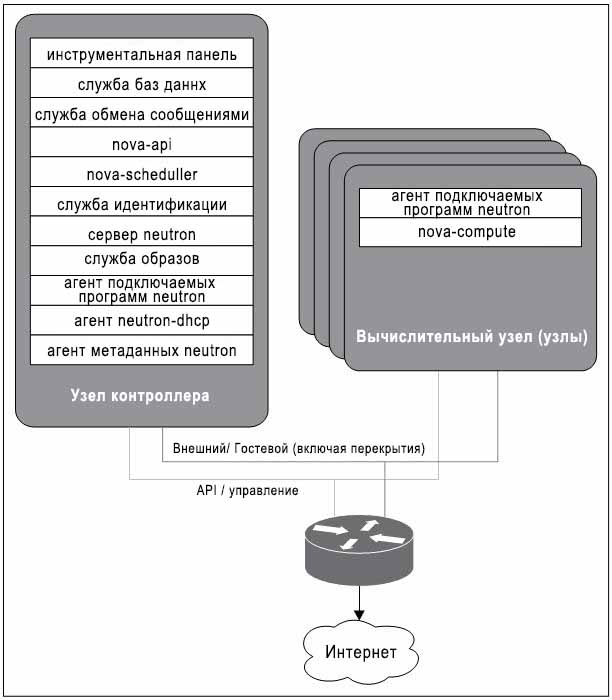 инструментальная панель
служба баз даннх
служба обмена сообщениями
nova-api
nova-scheduller
служба идентификации
сервер neutron
служба образов
агент подключаемых
программ neutron
агент neutron-dhcp
агент метаданных neutron
Узел контроллера
агент подключаемых
программ neutron
nova-compute
Вычислительный узел (узлы)
Внешний/ Гостевой (включая перекрытия)
API / управление
Интернет